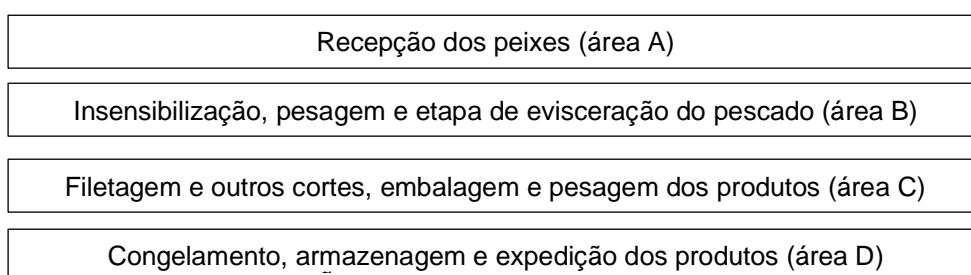 Recepção dos peixes (área A)
Insensibilização, pesagem e etapa de evisceração do pescado (área B)
Filetagem e outros cortes, embalagem e pesagem dos produtos (área C)
Congelamento, armazenagem e expedição dos produtos (área D)